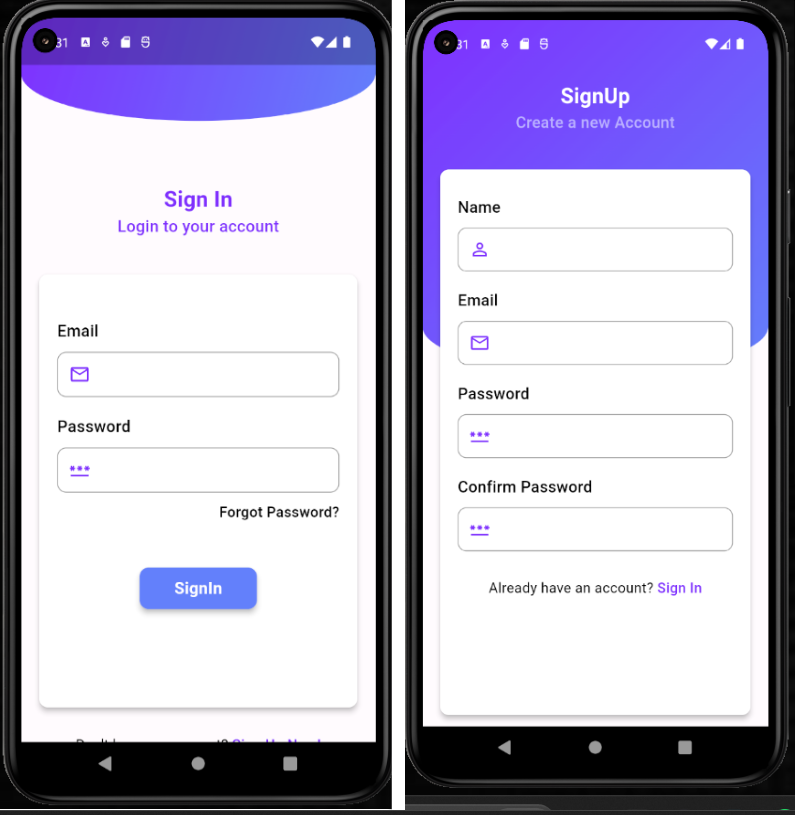 31
Sign In
Login to your account
Email
Password
***
Forgot Password?
SignIn
31
SignUp
Create a new Account
Name
Email
Password
***
Confirm Password
***
Already have an account? Sign In